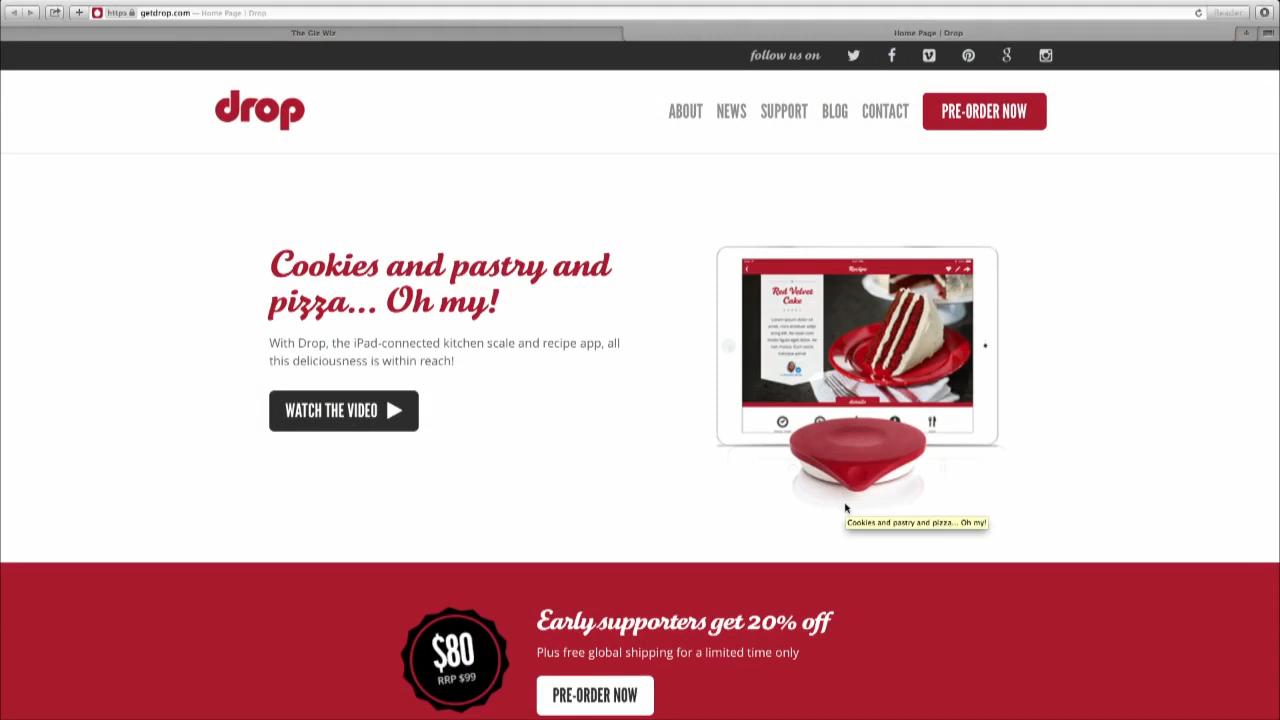 https getdrop.com — Home Page | Drop
Reader
The Giz Wiz
Home Page | Drop
follow us on
drop
ABOUT NEWS SUPPORT BLOG CONTACT PRE-ORDER NOW
Cookies and pastry and
pizza... Oh my!
With Drop, the iPad-connected kitchen scale and recipe app, all
this deliciousness is within reach!
WATCH THE VIDEO
Recipe
Red Velvet
Cake
details
Cookies and pastry and pizza... Oh my!
$80
RRP $99
Early supporters get 20% off
Plus free global shipping for a limited time only
PRE-ORDER NOW